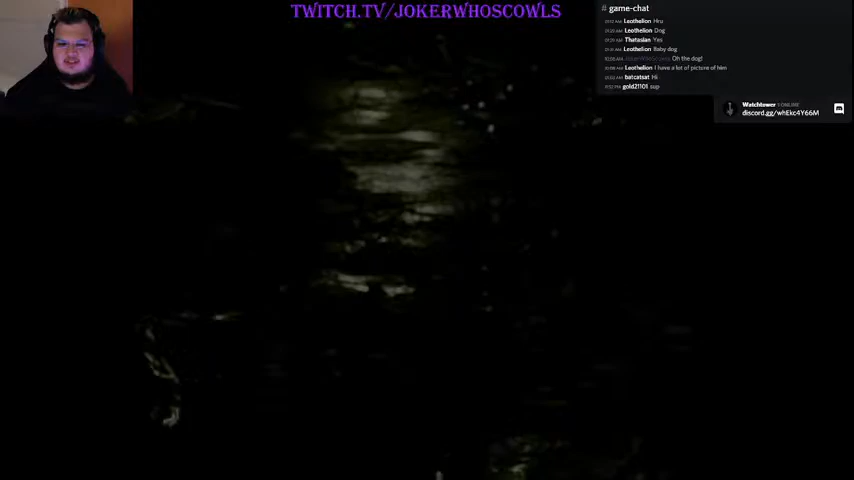 TWITCH.TV/JOKERWHOSCOWLS
# game-chat
Leothelion Hru
Leothelion Dog
Thatasian Yes
Leothelion Baby dog
Oh the dog!
Leothelion I have a lot of picture of him
batcatsat Hi
gold21101 sup
Watchtower ONLINE
discord.gg/whEkc4Y66M